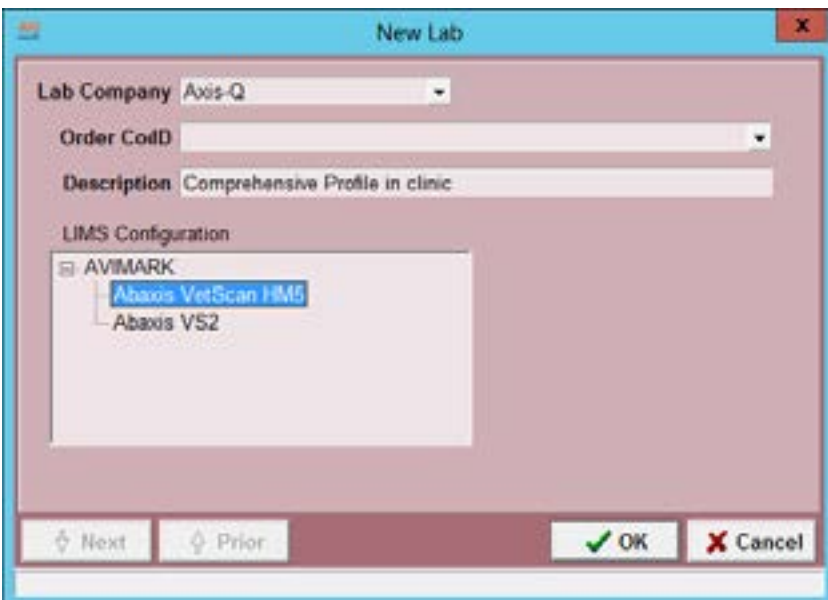 New Lab
Lab Company Axis-Q
Order CodD
Description Comprehensive Profile in clinic
LIMS Configuration
AVIMARK
Abaxis VetScan HM5
Abaxis VS2
Next Prior OK Cancel